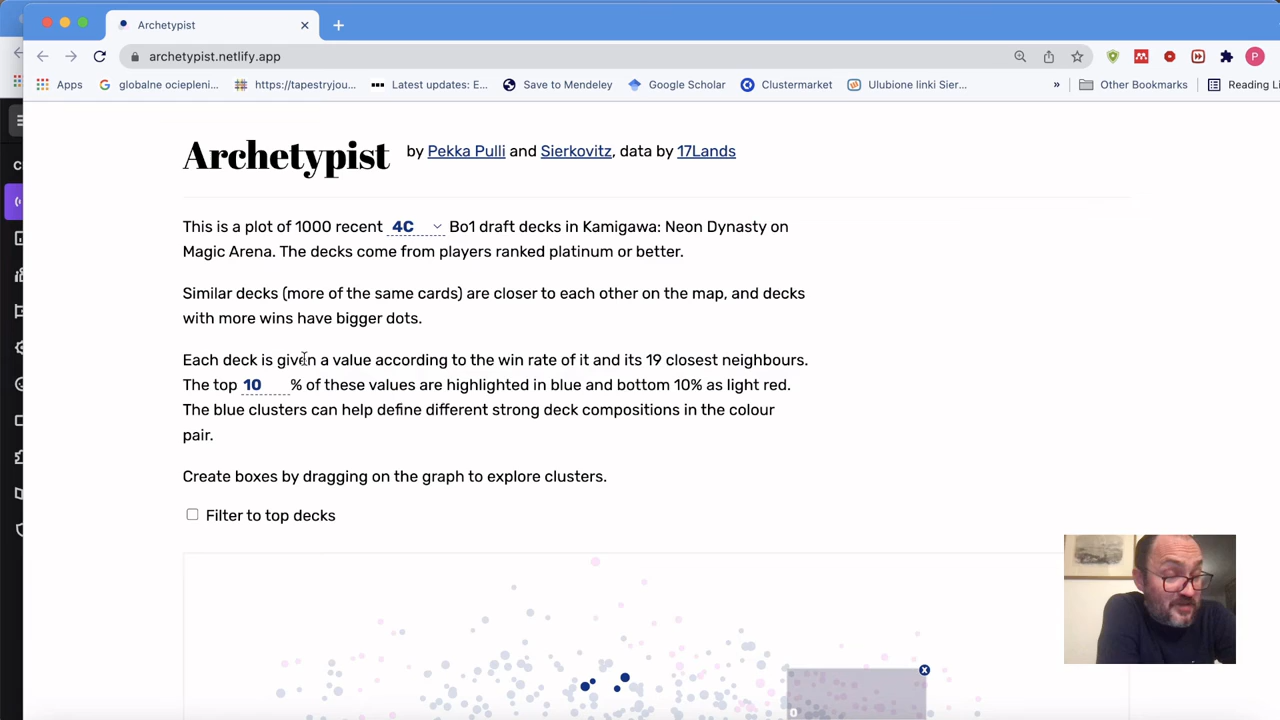 Archetypist
archetypist.netlify.app
P
Apps
globalne ociepleni...
https://tapestryjou...
Latest updates: E...
Save to Mendeley
Google Scholar
Clustermarket
Ulubione linki Sier...
»
Other Bookmarks
Reading Li
Archetypist by Pekka Pulli and Sierkovitz, data by 17Lands
This is a plot of 1000 recent 4C Bo1 draft decks in Kamigawa: Neon Dynasty on
Magic Arena. The decks come from players ranked platinum or better.
Similar decks (more of the same cards) are closer to each other on the map, and decks
with more wins have bigger dots.
Each deck is given a value according to the win rate of it and its 19 closest neighbours.
The top 10 % of these values are highlighted in blue and bottom 10% as light red.
The blue clusters can help define different strong deck compositions in the colour
pair.
Create boxes by dragging on the graph to explore clusters.
Filter to top decks
x
0